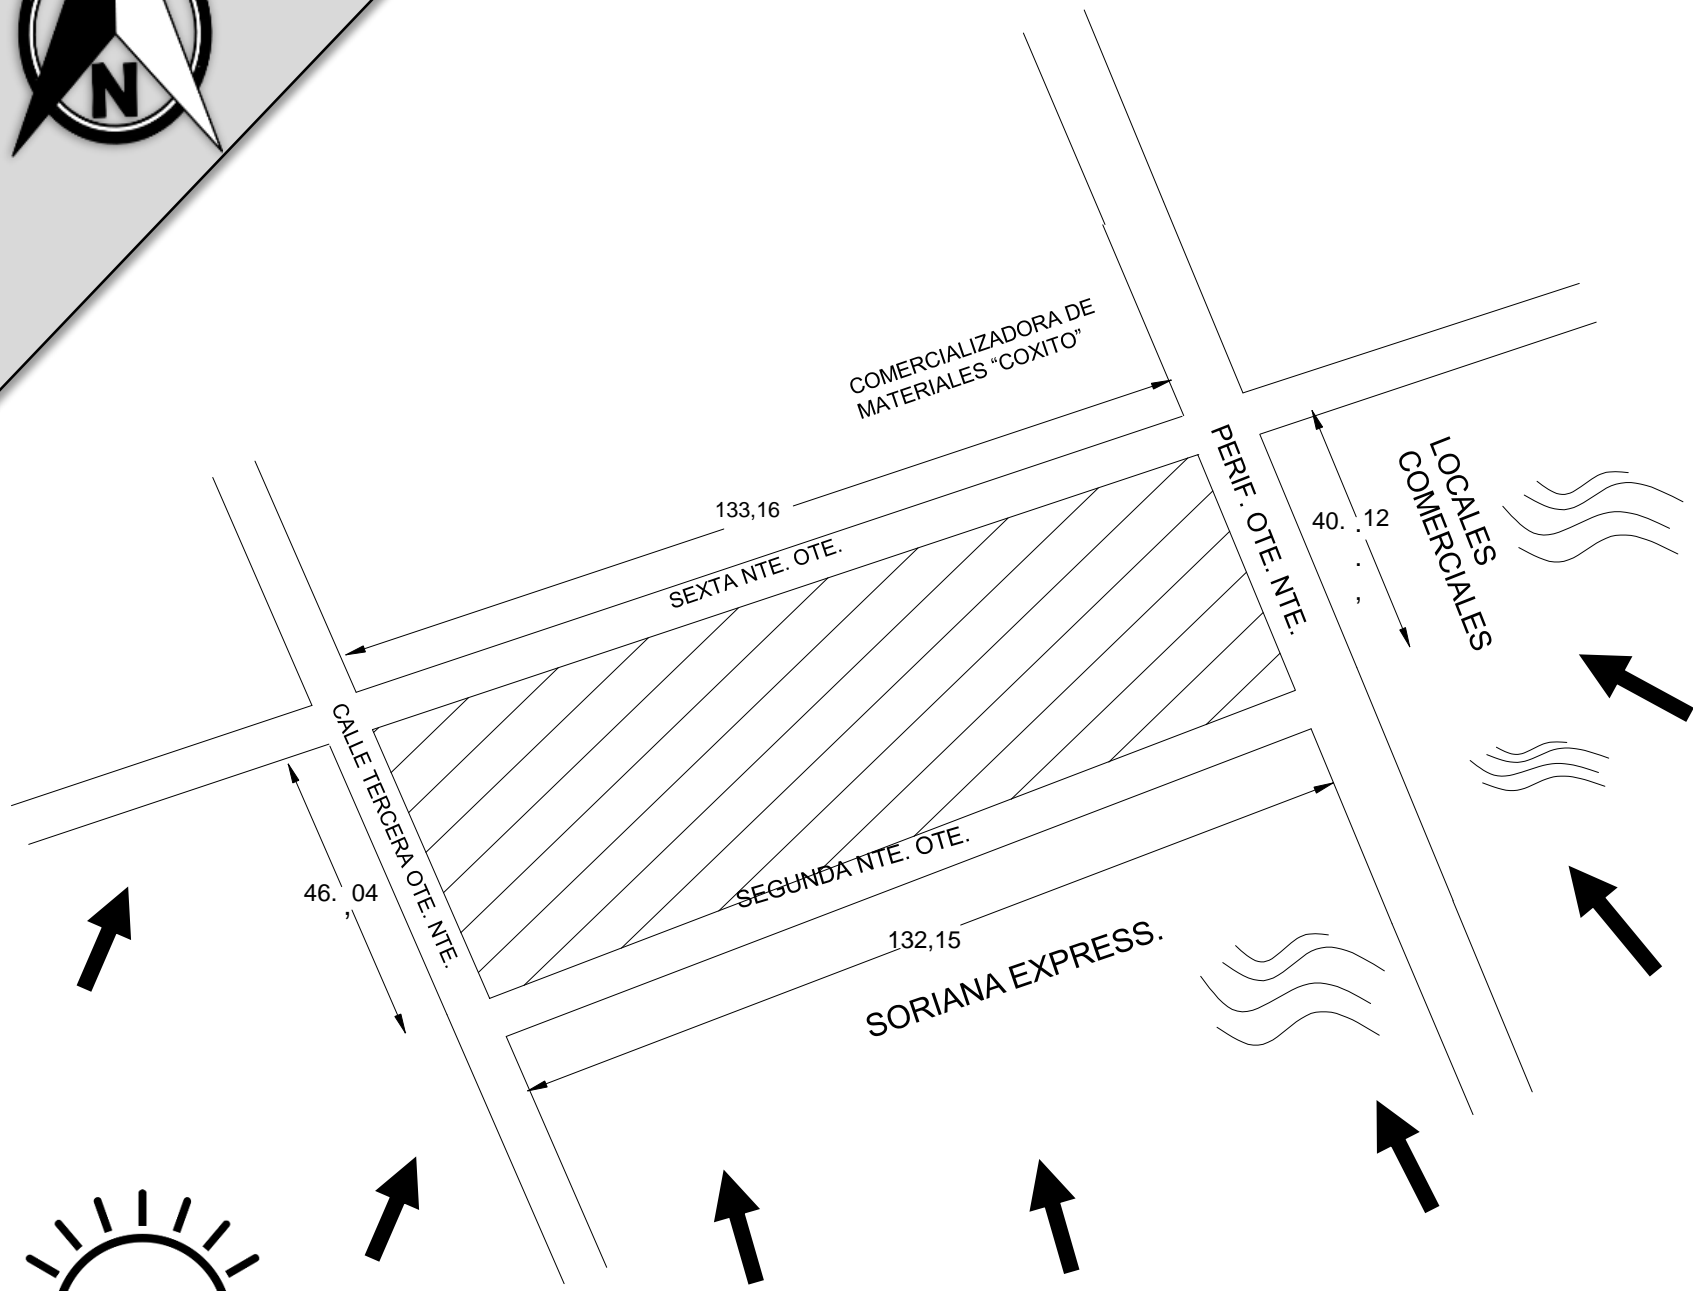 N
COMERCIALIZADORA DE
MATERIALES “COXITO”
133,16
SEXTA NTE. OTE.
PERIF. OTE. NTE.
40. .12
.
,
LOCALES
COMERCIALES
CALLE TERCERA OTE. NTE.
46. 04
,
SEGUNDA NTE. OTE.
132,15
SORIANA EXPRESS.